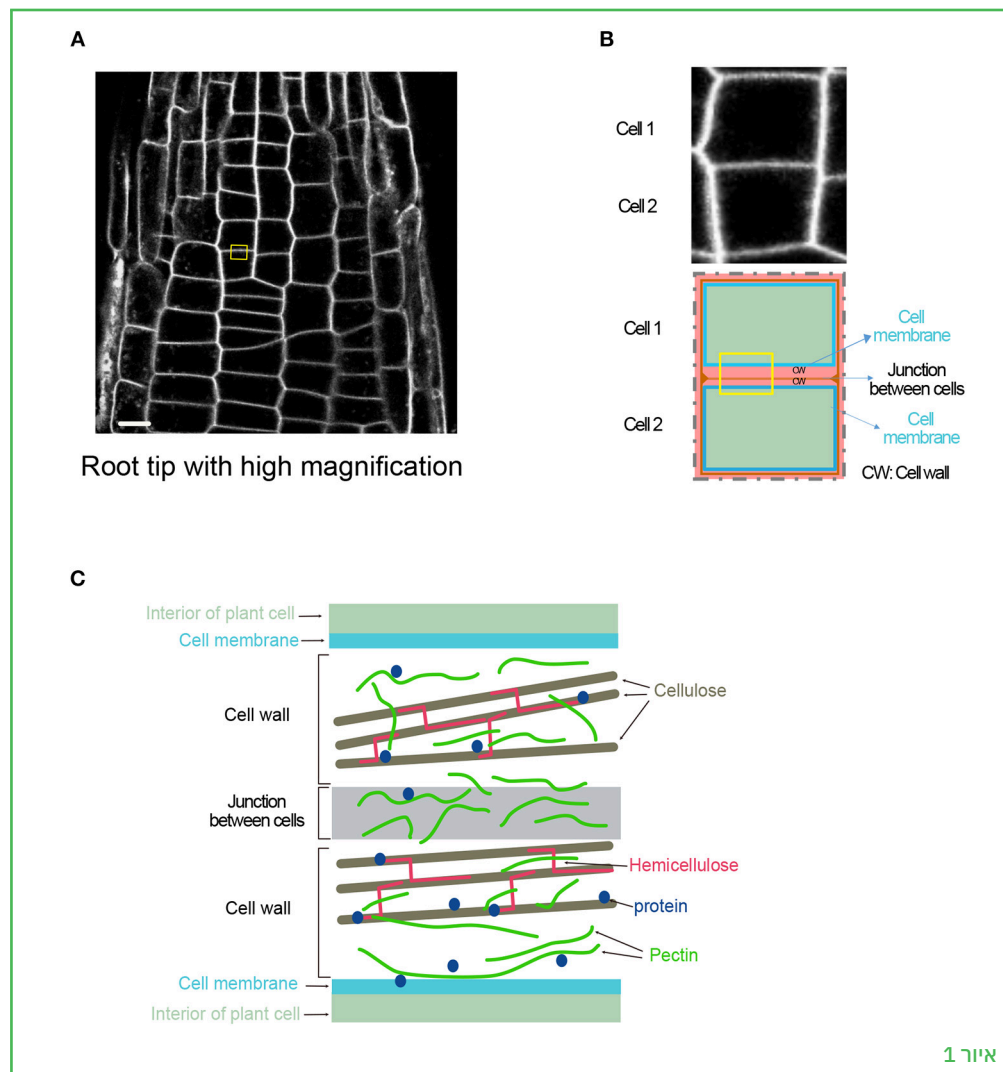 A
Root tip with high magnification
B
Cell 1
Cell 2
Cell 1
Cell 2
CW
CW
Cell
membrane
Junction
between cells
Cell
membrane
CW: Cell wall
C
Interior of plant cell
Cell membrane
Cell wall
Junction
between cells
Cell wall
Cell membrane
Interior of plant cell
Cellulose
Hemicellulose
protein
Pectin
איור 1